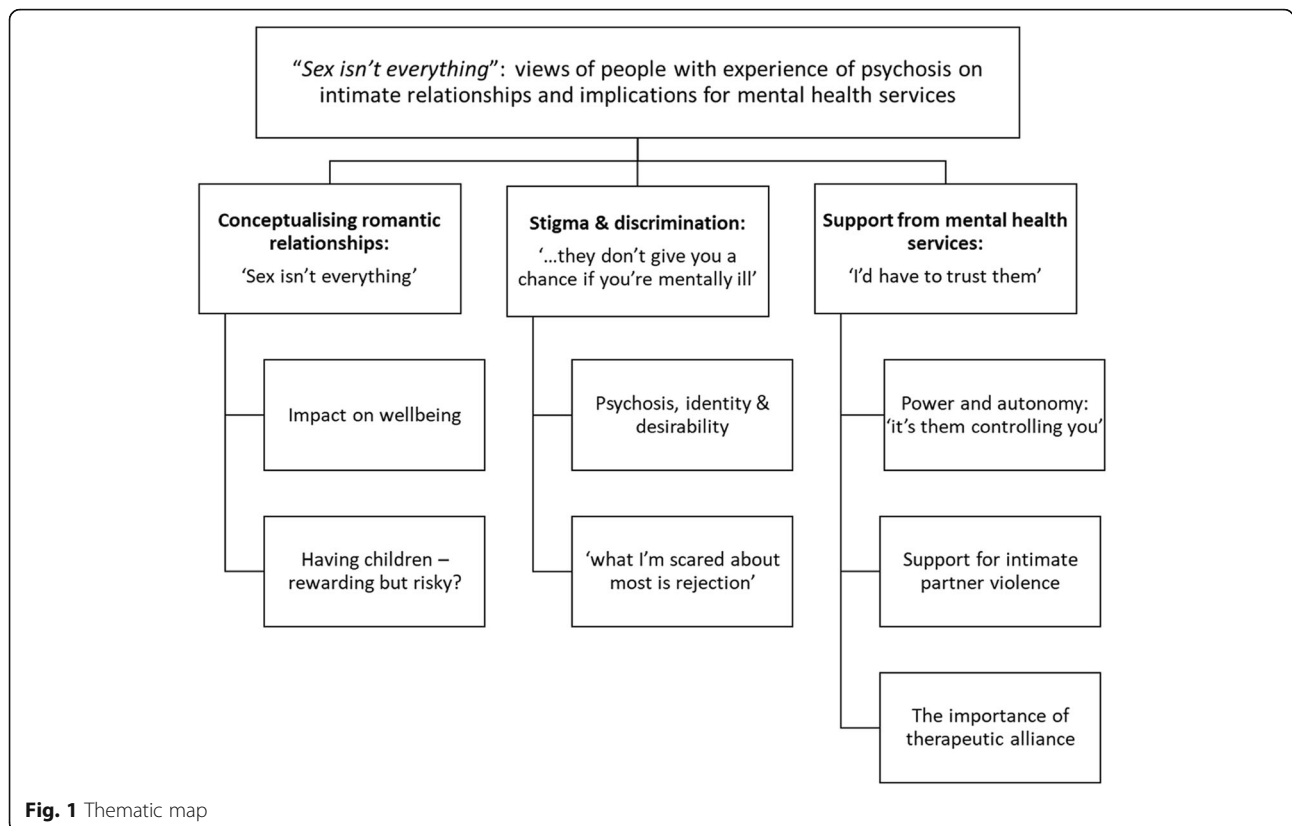 “Sex isn’t everything”: views of people with experience of psychosis on
intimate relationships and implications for mental health services
Conceptualising romantic
relationships:
‘Sex isn’t everything’
Impact on wellbeing
Having children –
rewarding but risky?
Stigma & discrimination:
‘...they don’t give you a
chance if you’re mentally ill’
Psychosis, identity &
desirability
‘what I’m scared about
most is rejection’
Support from mental health
services:
‘I’d have to trust them’
Power and autonomy:
‘it’s them controlling you’
Support for intimate
partner violence
The importance of
therapeutic alliance
Fig. 1 Thematic map